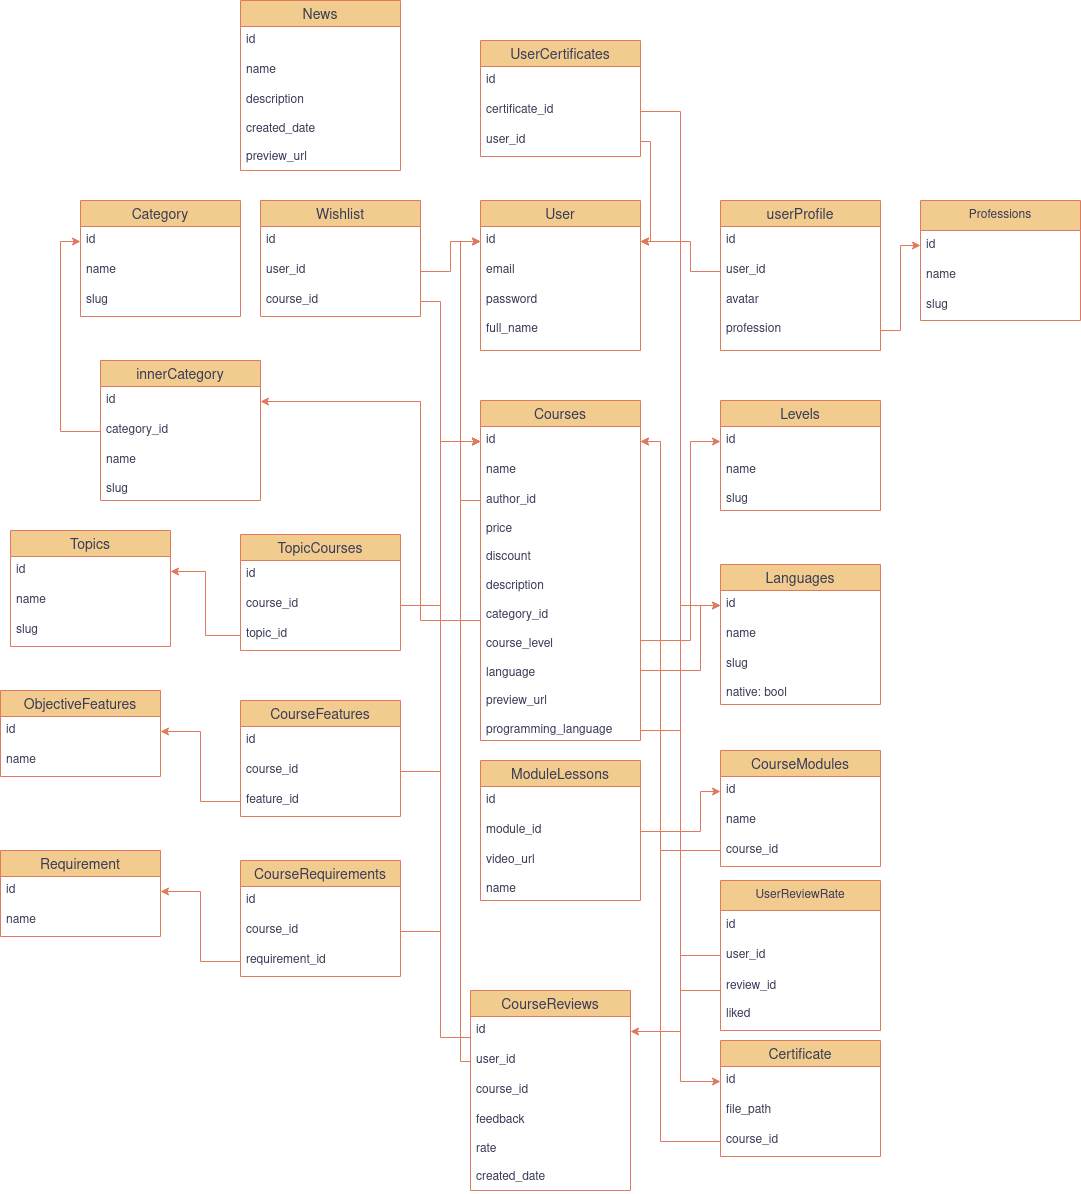 News
id
name
description
created_date
preview_url
UserCertificates
id
certificate_id
user_id
Category
id
name
slug
Wishlist
id
user_id
course_id
User
id
email
password
full_name
userProfile
id
user_id
avatar
profession
Professions
id
name
slug
innerCategory
id
category_id
name
slug
Courses
id
name
author_id
price
discount
description
category_id
course_level
language
preview_url
programming_language
Levels
id
name
slug
Topics
id
name
slug
TopicCourses
id
course_id
topic_id
Languages
id
name
slug
native: bool
ObjectiveFeatures
id
name
CourseFeatures
id
course_id
feature_id
ModuleLessons
id
module_id
video_url
name
CourseModules
id
name
course_id
Requirement
id
name
CourseRequirements
id
course_id
requirement_id
UserReviewRate
id
user_id
review_id
liked
CourseReviews
id
user_id
course_id
feedback
rate
created_date
Certificate
id
file_path
course_id